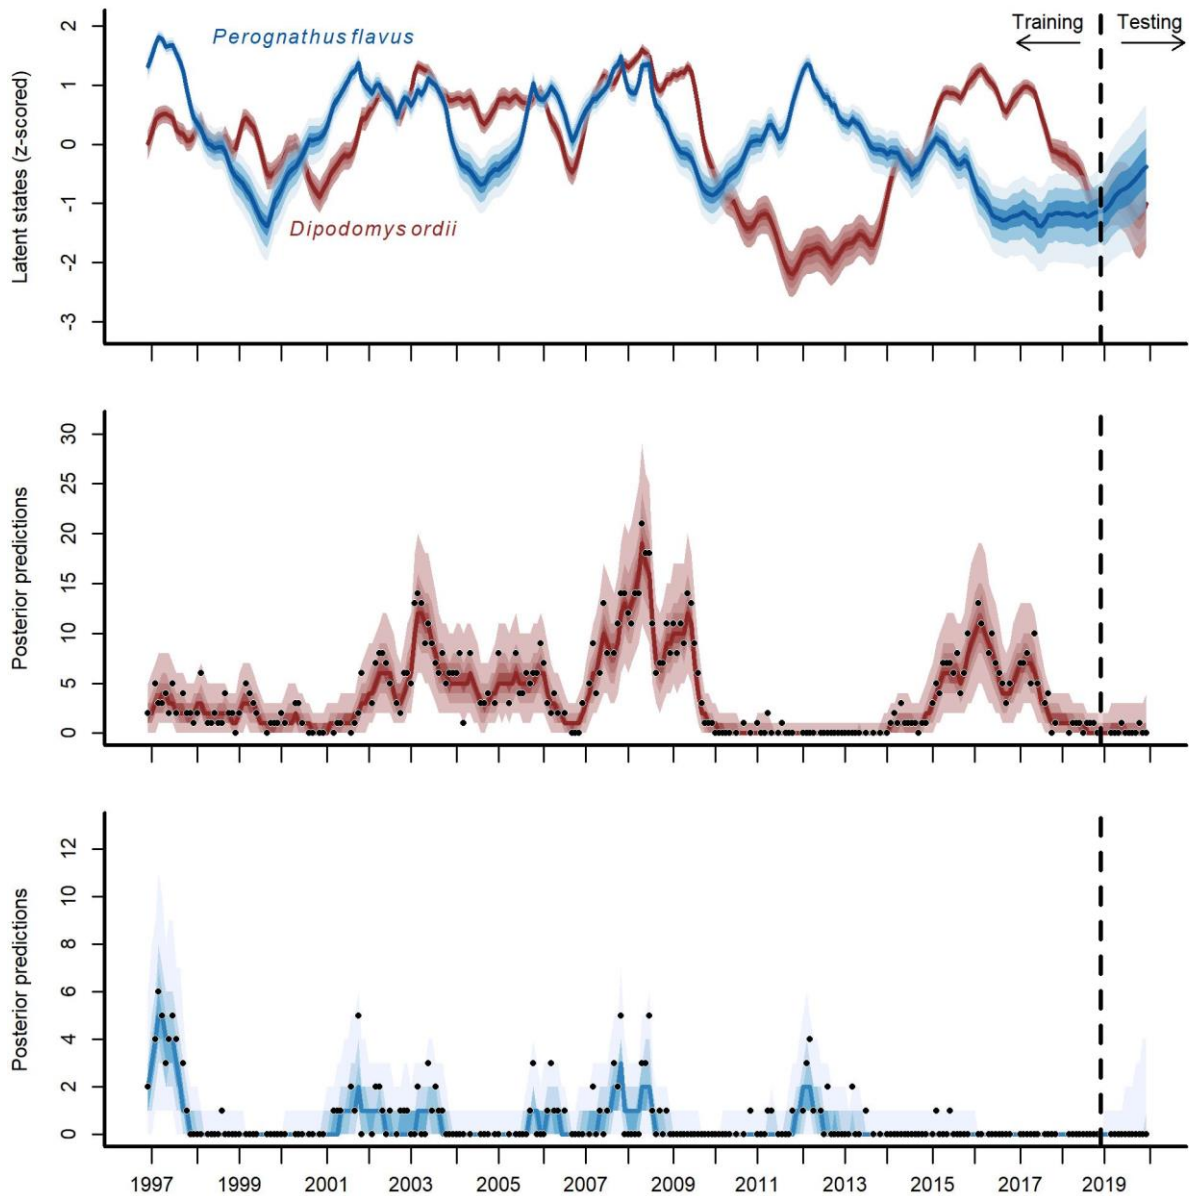 Perognathus flavus
Training
Testing
Latent states (z-scored)
2
1
0
-1
-2
-3
Dipodomys ordii
Posterior predictions
30
25
20
15
10
5
0
Posterior predictions
12
10
8
6
4
2
0
1997 1999 2001 2003 2005 2007 2009 2011 2013 2015 2017 2019